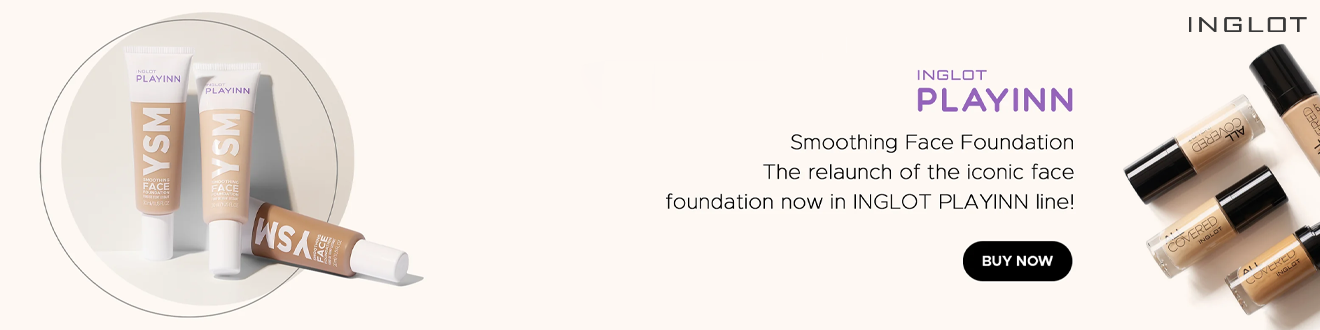 INGLOT
INGLOT
PLAYINN
YSM
SMOOTHING
FACE
FOUNDATION
INGLOT
PLAYINN
YSM
FACE
YSM
FACE
INGLOT
PLAYINN
Smoothing Face Foundation
The relaunch of the iconic face
foundation now in INGLOT PLAYINN line!
BUY NOW
ALL
COVERED
ALL
COVERED
INGLOT
ALL
COVERED
INGLOT